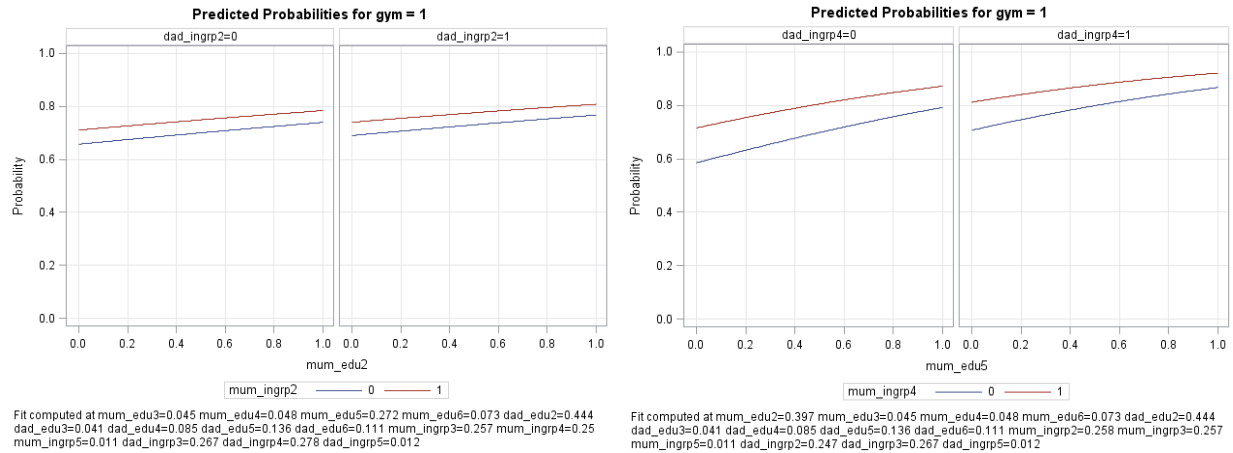 Predicted Probabilities for gym = 1
dad_ingrp2=0 dad_ingrp2=1
1.0
0.8
0.6
0.4
0.2
0.0
Probability
0.0 0.2 0.4 0.6 0.8 1.0 0.0 0.2 0.4 0.6 0.8 1.0
mum_edu2
mum_ingrp2 0 1
Fit computed at mum_edu3=0.045 mum_edu4=0.048 mum_edu5=0.272 mum_edu6=0.073 dad_edu2=0.444
dad_edu3=0.041 dad_edu4=0.085 dad_edu5=0.136 dad_edu6=0.111 mum_ingrp3=0.257 mum_ingrp4=0.25
mum_ingrp5=0.011 dad_ingrp3=0.267 dad_ingrp4=0.278 dad_ingrp5=0.012
Predicted Probabilities for gym = 1
dad_ingrp4=0 dad_ingrp4=1
1.0
0.8
0.6
0.4
0.2
0.0
Probability
0.0 0.2 0.4 0.6 0.8 1.0 0.0 0.2 0.4 0.6 0.8 1.0
mum_edu5
mum_ingrp4 0 1
Fit computed at mum_edu2=0.397 mum_edu3=0.045 mum_edu4=0.048 mum_edu6=0.073 dad_edu2=0.444
dad_edu3=0.041 dad_edu4=0.085 dad_edu5=0.136 dad_edu6=0.111 mum_ingrp2=0.258 mum_ingrp3=0.257
mum_ingrp5=0.011 dad_ingrp2=0.247 dad_ingrp3=0.267 dad_ingrp5=0.012